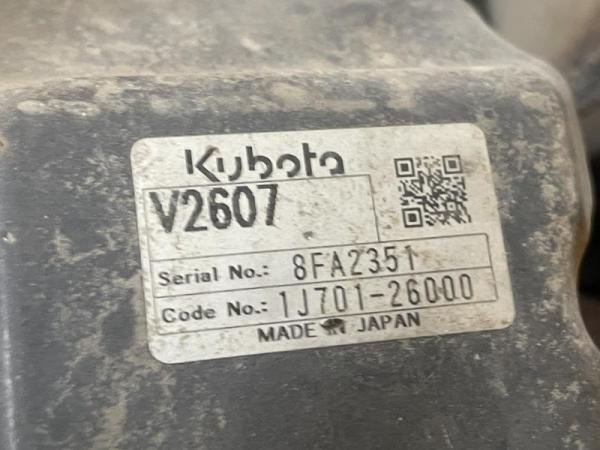 Kubota
V2607
Serial No.: 8FA2351
Code No.: 1J701-26000
MADE IN JAPAN